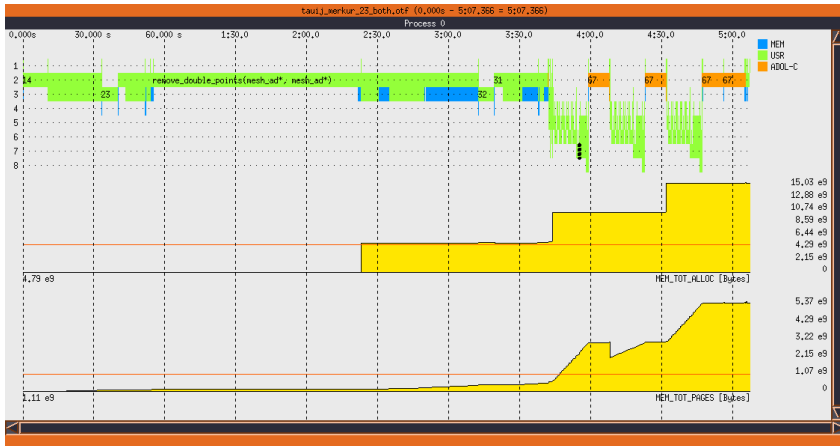 tauij_merkur_23_both.otf (0,000s - 5:07.366 = 5:07.366)
Process 0
0,000s 30,000 s 60,000 s 1:30,0 2:00,0 2:30,0 3:00,0 3:30,0 4:00,0 4:30,0 5:00,0
MEM
USR
ADOL-C
1
2 14 remove_double_points(mesh_ad*, mesh_ad*) 31 67 67 67 67
3 23 32
4
5
6
7
8
15,03 e9
12,88 e9
10,74 e9
8,59 e9
6,44 e9
4,29 e9
2,15 e9
0
4,79 e9 MEM_TOT_ALLOC [Bytes]
5,37 e9
4,29 e9
3,22 e9
2,15 e9
1,07 e9
0
1,11 e9 MEM_TOT_PAGES [Bytes]